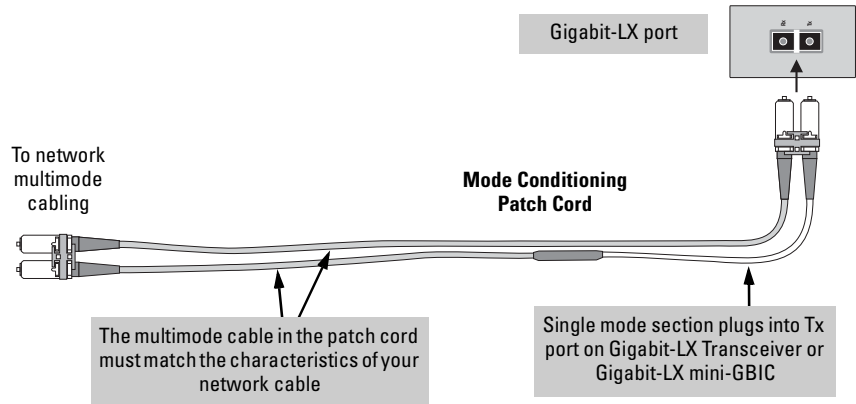 Gigabit-LX port
To network
multimode
cabling
Mode Conditioning
Patch Cord
The multimode cable in the patch cord
must match the characteristics of your
network cable
Single mode section plugs into Tx
port on Gigabit-LX Transceiver or
Gigabit-LX mini-GBIC